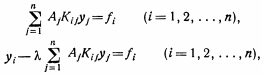 n
∑ A_j K_{ij} y_j = f_i (i = 1, 2, ..., n),
j=1
n
y_i — λ ∑ A_j K_{ij} y_j = f_i (i = 1, 2, ..., n),
j=1